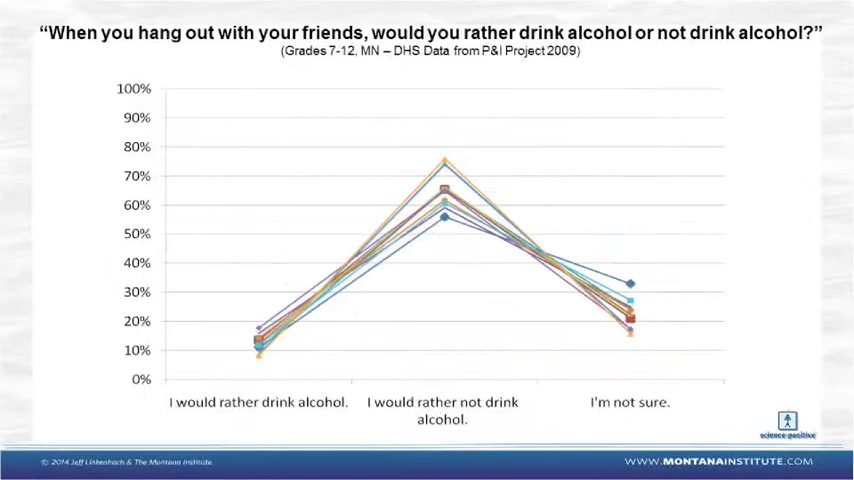 “When you hang out with your friends, would you rather drink alcohol or not drink alcohol?”
(Grades 7-12, MN – DHS Data from P&I Project 2009)
100%
90%
80%
70%
60%
50%
40%
30%
20%
10%
0%
I would rather drink alcohol.
I would rather not drink
alcohol.
I'm not sure.
science positive
© 2014 Jeff Linkenbach & The Montana Institute
WWW.MONTANAINSTITUTE.COM